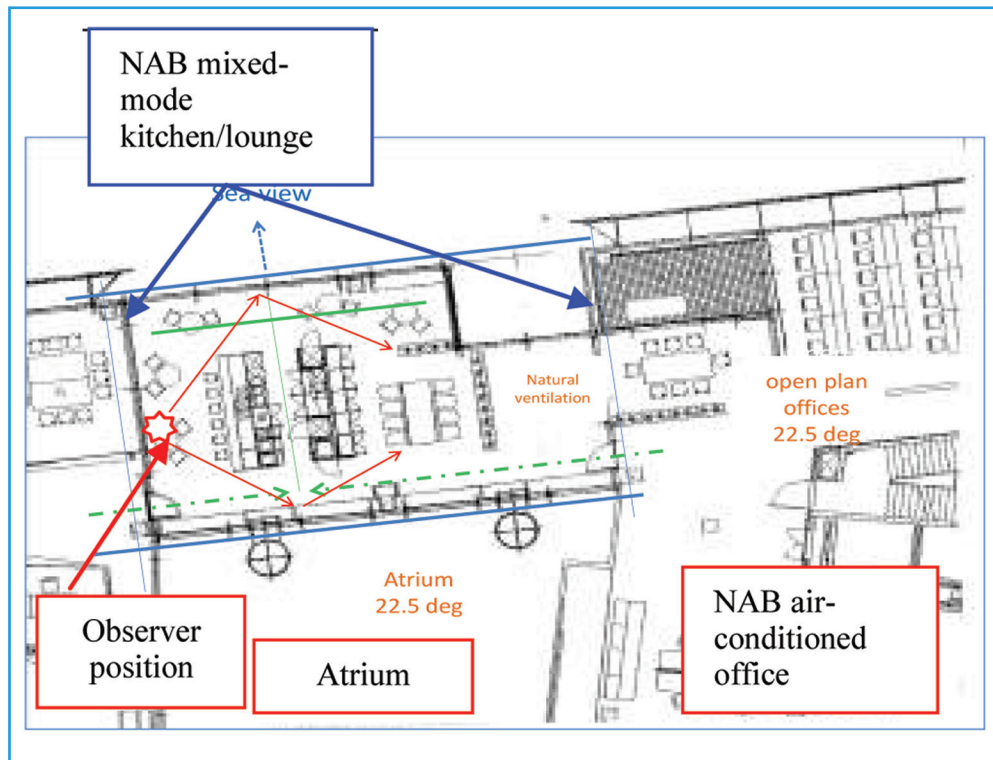 NAB mixed-
mode
kitchen/lounge
Sea view
Natural
ventilation
open plan
offices
22.5 deg
Atrium
22.5 deg
Observer
position
Atrium
NAB air-
conditioned
office